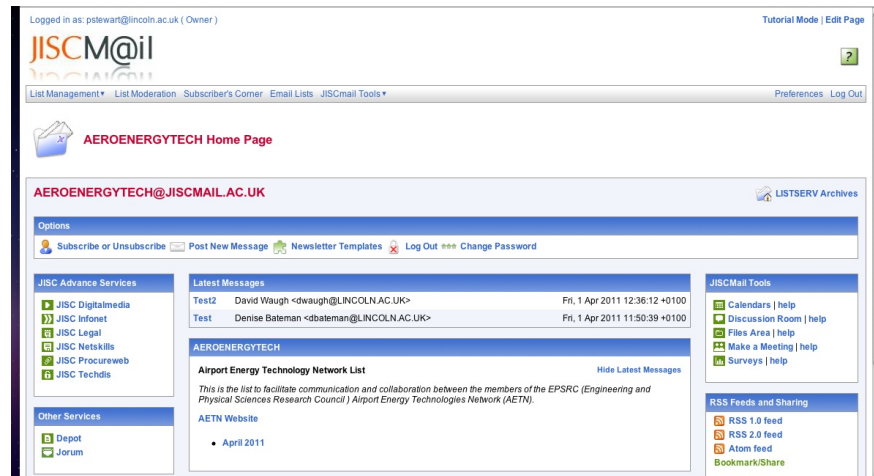 Logged in as: pstewart@lincoln.ac.uk ( Owner )
Tutorial Mode | Edit Page
JISCM@il
?
List Management List Moderation Subscriber's Corner Email Lists JISCmail Tools
Preferences Log Out
AEROENERGYTECH Home Page
AEROENERGYTECH@JISCMAIL.AC.UK
LISTSERV Archives
Options
Subscribe or Unsubscribe Post New Message Newsletter Templates Log Out Change Password
JISC Advance Services
JISC Digitalmedia
JISC Infonet
JISC Legal
JISC Netskills
JISC Procureweb
JISC Techdis
Other Services
Depot
Jorum
Latest Messages
Test2 David Waugh <dwaugh@LINCOLN.AC.UK> Fri, 1 Apr 2011 12:36:12 +0100
Test Denise Bateman <dbateman@LINCOLN.AC.UK> Fri, 1 Apr 2011 11:50:39 +0100
AEROENERGYTECH
Airport Energy Technology Network List
Hide Latest Messages
This is the list to facilitate communication and collaboration between the members of the EPSRC (Engineering and
Physical Sciences Research Council ) Airport Energy Technologies Network (AETN).
AETN Website
• April 2011
JISCMail Tools
Calendars | help
Discussion Room | help
Files Area | help
Make a Meeting | help
Surveys | help
RSS Feeds and Sharing
RSS 1.0 feed
RSS 2.0 feed
Atom feed
Bookmark/Share